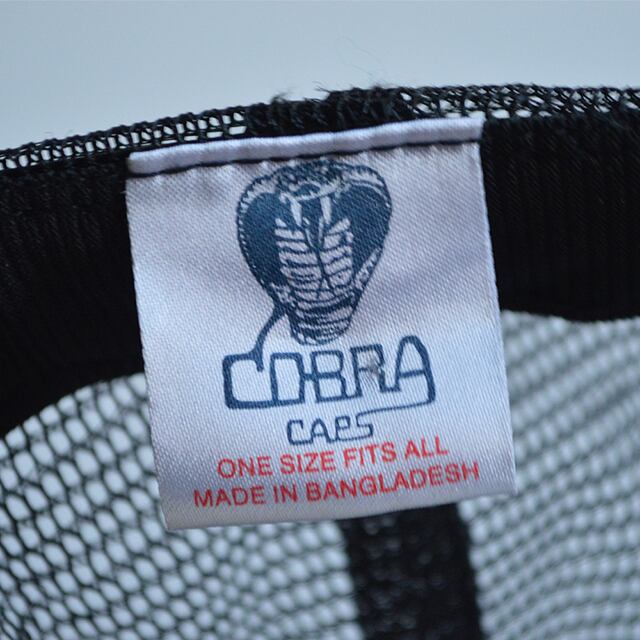 COBRA
CAPS
ONE SIZE FITS ALL
MADE IN BANGLADESH